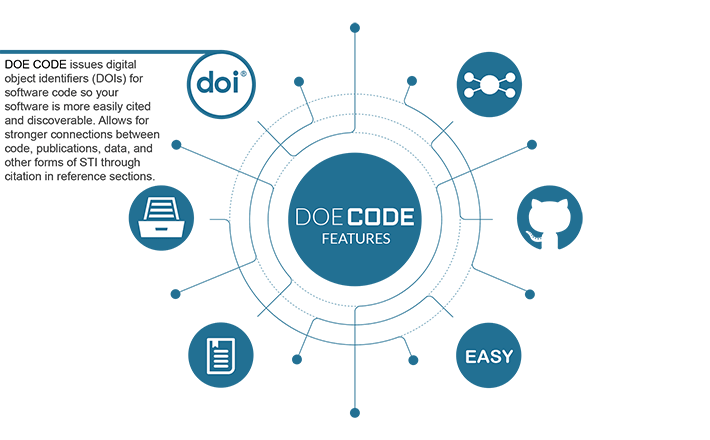 DOE CODE issues digital
object identifiers (DOIs) for
software code so your
software is more easily cited
and discoverable. Allows for
stronger connections between
code, publications, data, and
other forms of STI through
citation in reference sections.
doi®
DOECODE
FEATURES
EASY